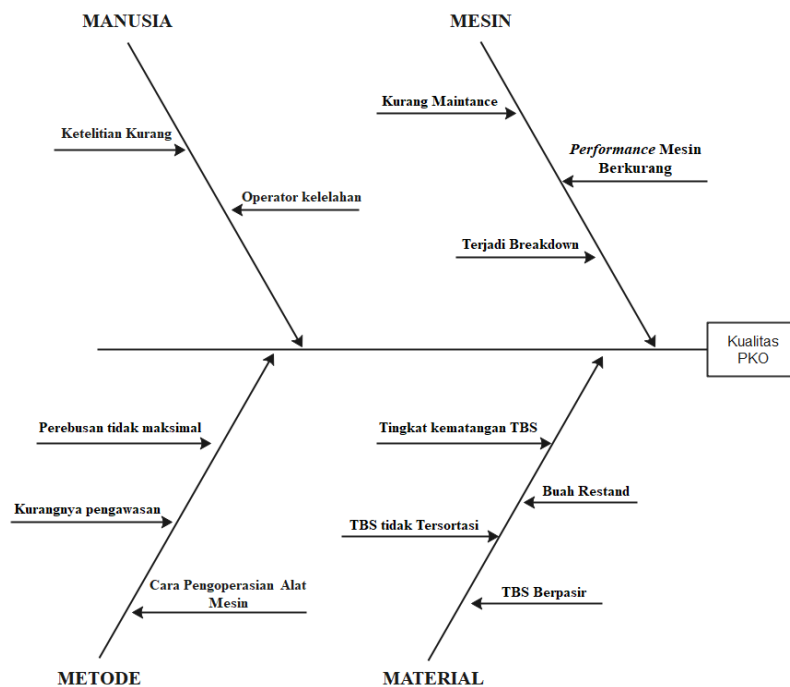 MANUSIA
MESIN
Kurang Maintance
Ketelitian Kurang
Performance Mesin
Berkurang
Operator kelelahan
Terjadi Breakdown
Kualitas
PKO
Perebusan tidak maksimal
Tingkat kematangan TBS
Buah Restand
Kurangnya pengawasan
TBS tidak Tersortasi
Cara Pengoperasian Alat
Mesin
TBS Berpasir
METODE
MATERIAL